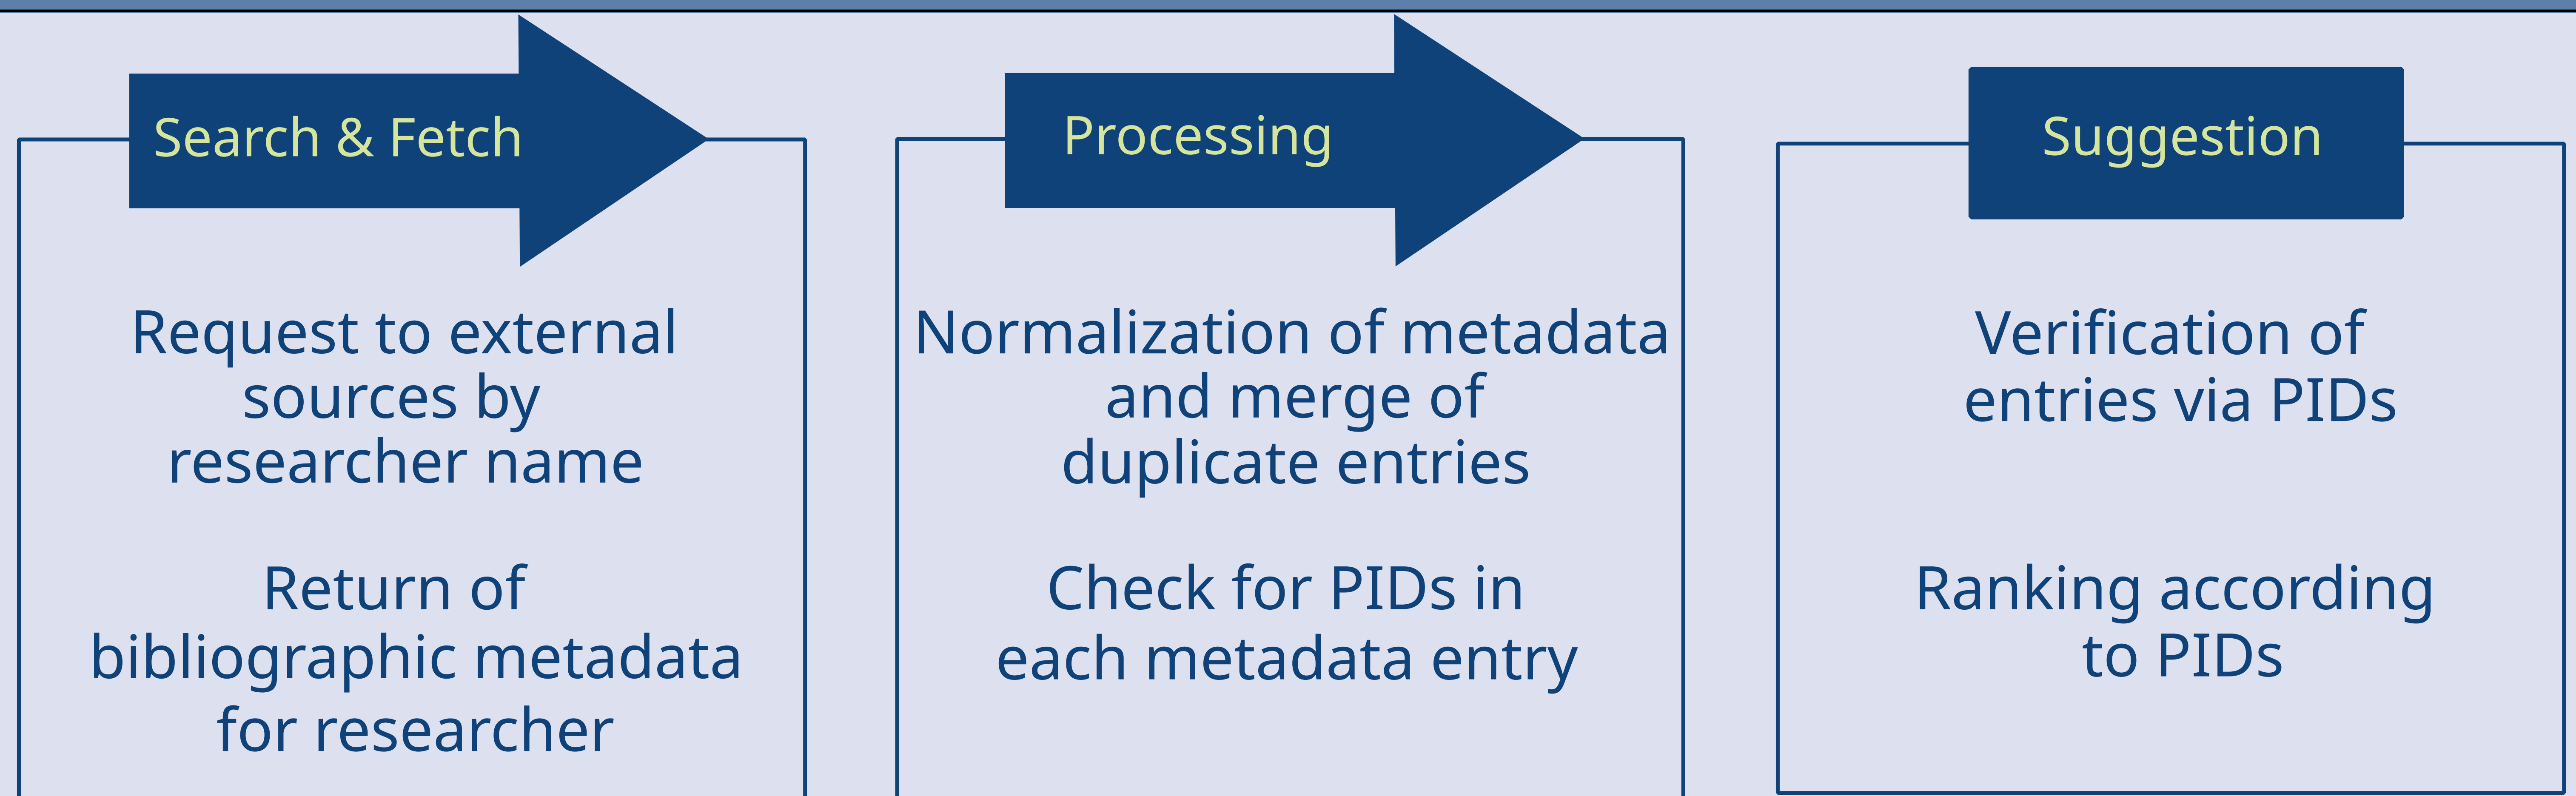 Search & Fetch
Request to external
sources by
researcher name
Return of
bibliographic metadata
for researcher
Processing
Normalization of metadata
and merge of
duplicate entries
Check for PIDs in
each metadata entry
Suggestion
Verification of
entries via PIDs
Ranking according
to PIDs